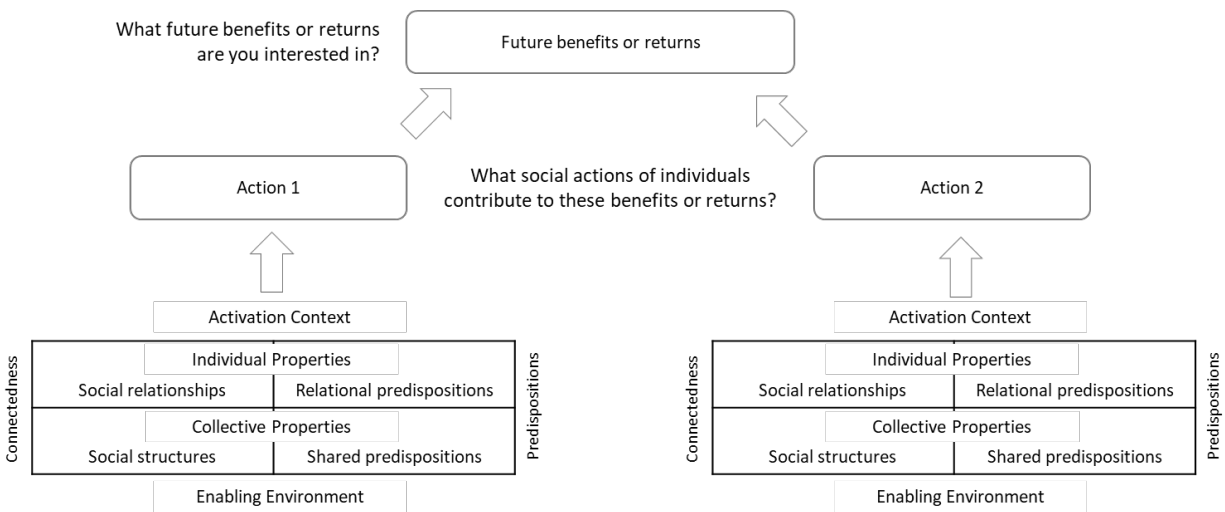 What future benefits or returns
are you interested in?
Future benefits or returns
Action 1
What social actions of individuals
contribute to these benefits or returns?
Action 2
Activation Context
Connectedness
Individual Properties
Social relationships
Relational predispositions
Collective Properties
Social structures
Shared predispositions
Predispositions
Enabling Environment
Activation Context
Connectedness
Individual Properties
Social relationships
Relational predispositions
Collective Properties
Social structures
Shared predispositions
Predispositions
Enabling Environment